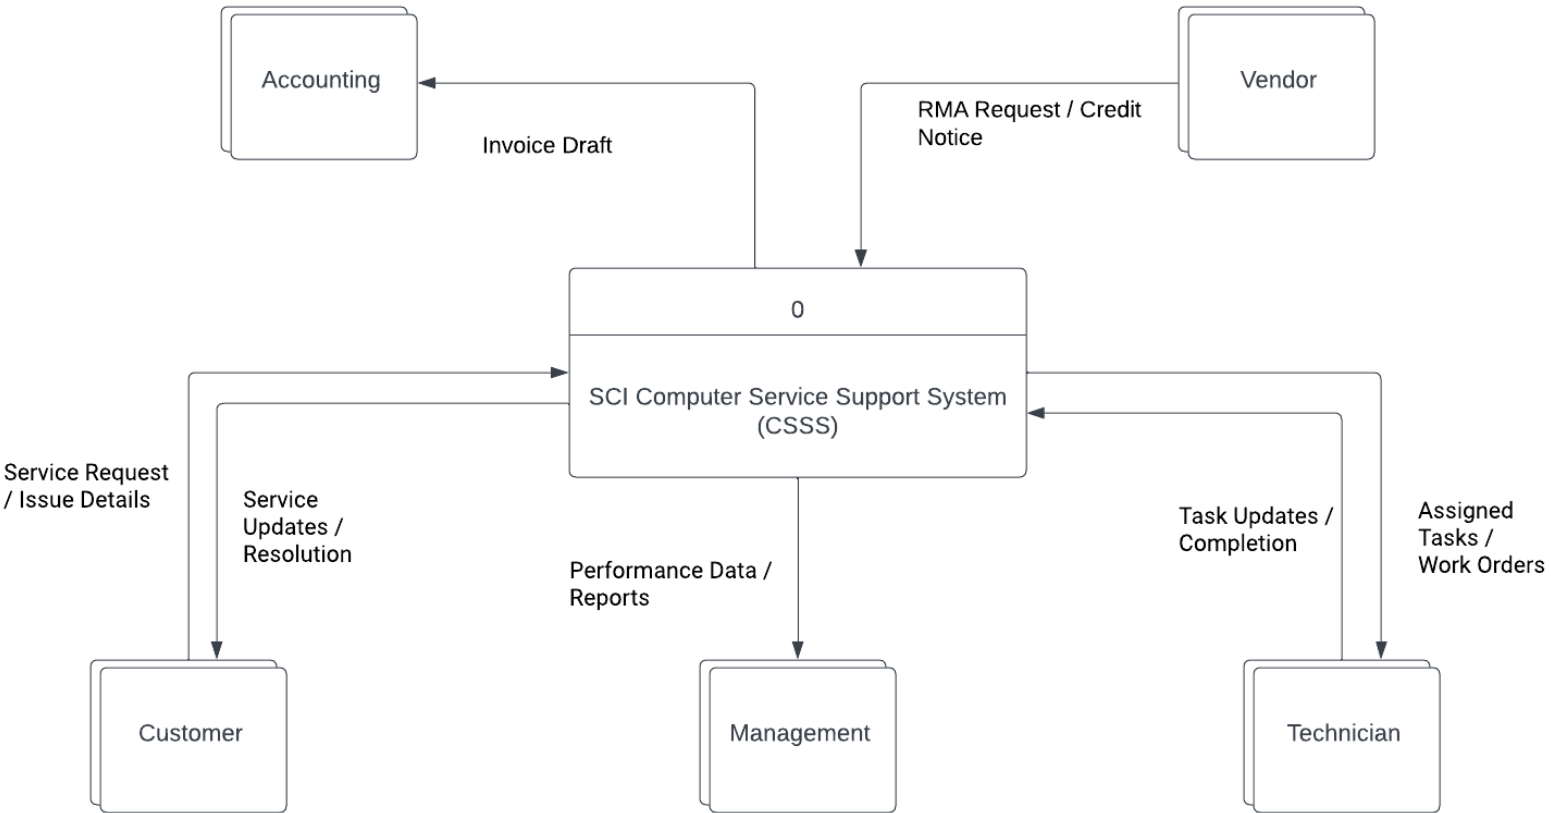 Accounting
Vendor
RMA Request / Credit
Notice
Invoice Draft
0
SCI Computer Service Support System
(CSSS)
Service Request
/ Issue Details
Service
Updates /
Resolution
Performance Data /
Reports
Task Updates /
Completion
Assigned
Tasks /
Work Orders
Customer
Management
Technician